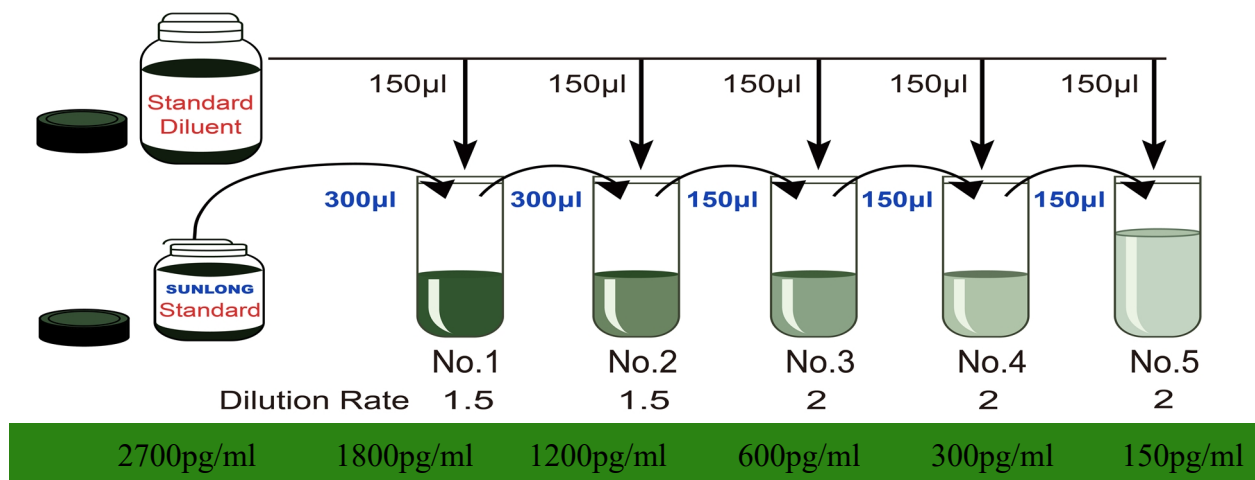 Standard
Diluent
150µl 150µl 150µl 150µl 150µl
300µl 300µl 150µl 150µl 150µl
SUNLONG
Standard
No.1 No.2 No.3 No.4 No.5
Dilution Rate 1.5 1.5 2 2 2
2700pg/ml 1800pg/ml 1200pg/ml 600pg/ml 300pg/ml 150pg/ml